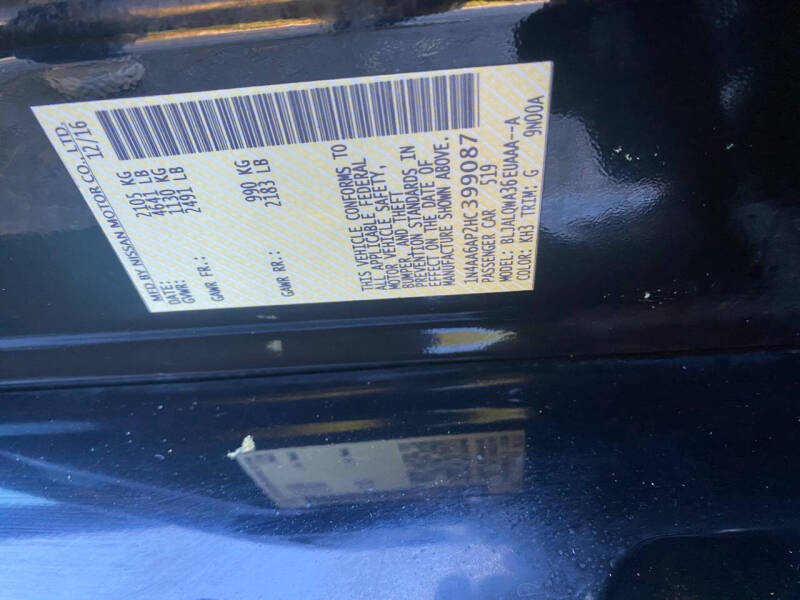 MFD BY NISSAN MOTOR CO., LTD.
DATE: 12/16
GVWR: 2105 KG
4641 LB
GAWR FR.: 1130 KG
2491 LB
GAWR RR.: 990 KG
2183 LB
THIS VEHICLE CONFORMS TO
ALL APPLICABLE FEDERAL
MOTOR VEHICLE SAFETY,
BUMPER, AND THEFT
PREVENTION STANDARDS IN
EFFECT ON THE DATE OF
MANUFACTURE SHOWN ABOVE.
1N4AA6AP2HC399087
PASSENGER CAR 519
MODEL: BLJALQWA36EUAAA--A
COLOR: KH3 TRIM: G 9N00A